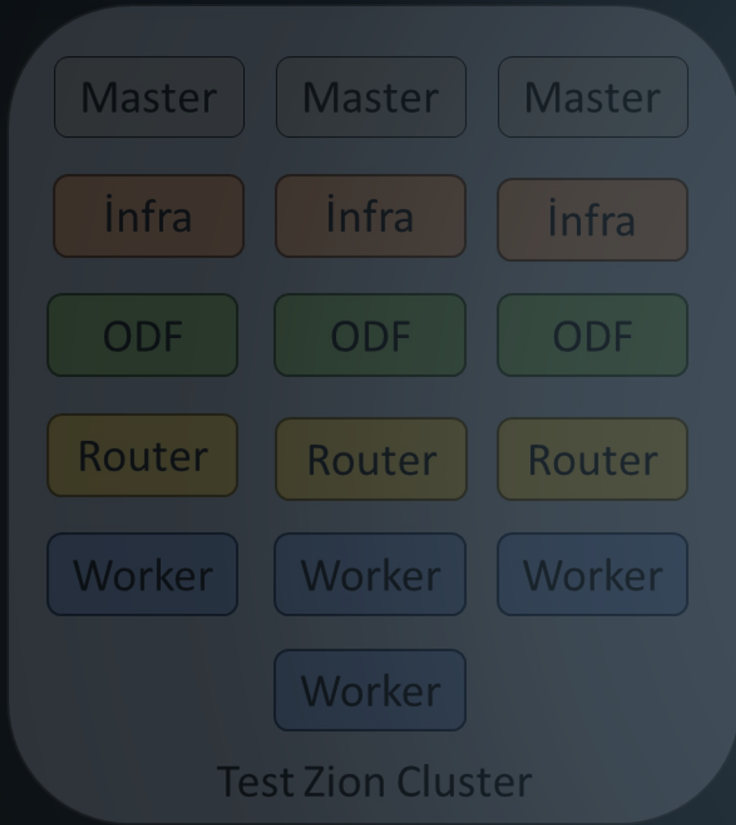 Master Master Master
İnfra İnfra İnfra
ODF ODF ODF
Router Router Router
Worker Worker Worker
Worker
Test Zion Cluster